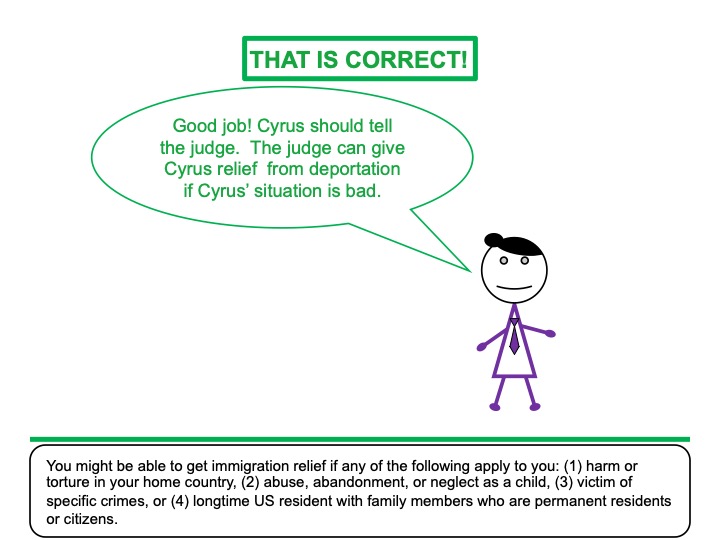 THAT IS CORRECT!
Good job! Cyrus should tell
the judge.  The judge can give
Cyrus relief  from deportation
if Cyrus’ situation is bad.
You might be able to get immigration relief if any of the following apply to you: (1) harm or
torture in your home country, (2) abuse, abandonment, or neglect as a child, (3) victim of
specific crimes, or (4) longtime US resident with family members who are permanent residents
or citizens.